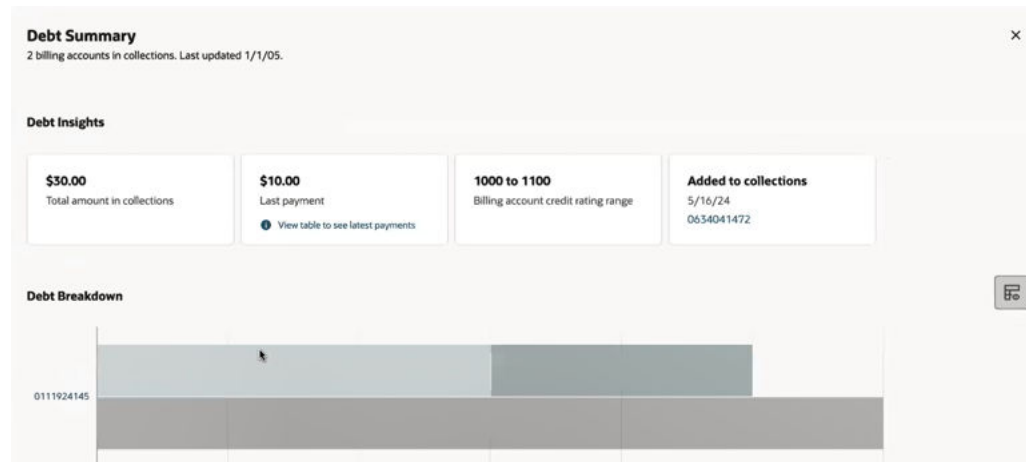 Debt Summary
2 billing accounts in collections. Last updated 1/1/05.
Debt Insights
$30.00
Total amount in collections
$10.00
Last payment
View table to see latest payments
1000 to 1100
Billing account credit rating range
Added to collections
5/16/24
0634041472
Debt Breakdown
0111924145